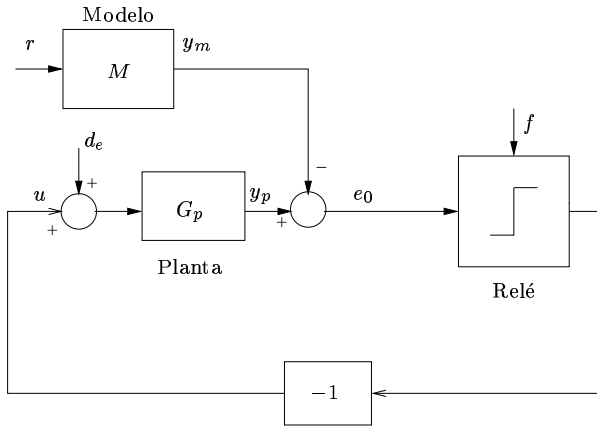 Modelo
r
M
y_m
d_e
+
−
f
u
+
G_p
y_p
+
e_0
Planta
Relé
−1